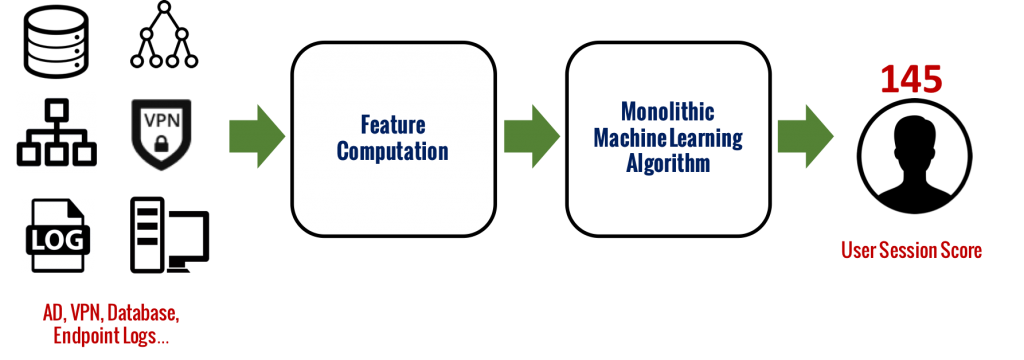 VPN
LOG
AD, VPN, Database,
Endpoint Logs...
Feature
Computation
Monolithic
Machine Learning
Algorithm
145
User Session Score